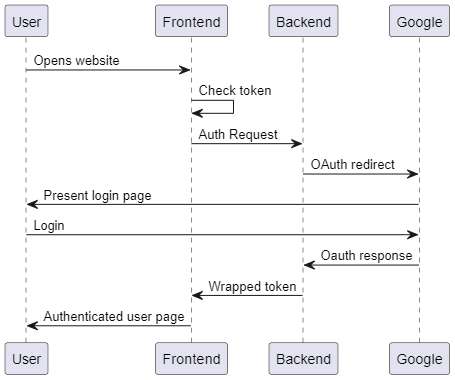 User Frontend Backend Google
Opens website
Check token
Auth Request
OAuth redirect
Present login page
Login
Oauth response
Wrapped token
Authenticated user page
User Frontend Backend Google